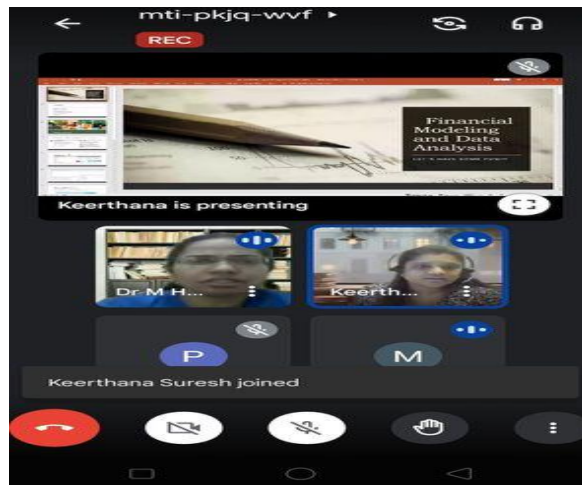 mti-pkjq-wvf
REC
Financial
Modeling
and Data
Analysis
Keerthana is presenting
Dr M H...
Keerth...
P
M
Keerthana Suresh joined